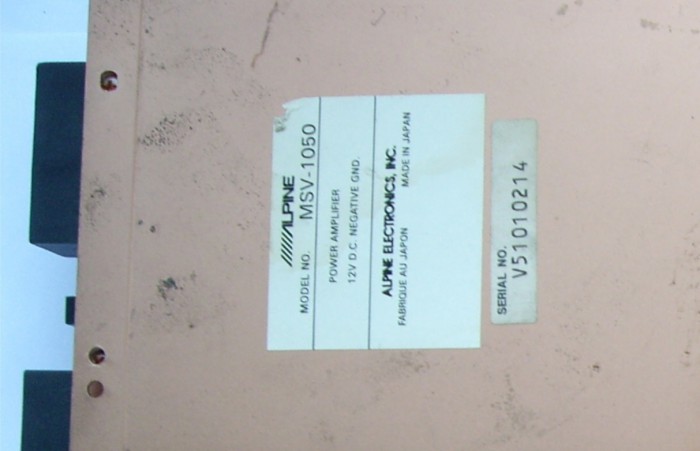 ALPINE
MODEL NO. MSV-1050
POWER AMPLIFIER
12V D.C. NEGATIVE GND.
ALPINE ELECTRONICS, INC.
FABRIQUE AU JAPON MADE IN JAPAN
SERIAL NO.
V51010214